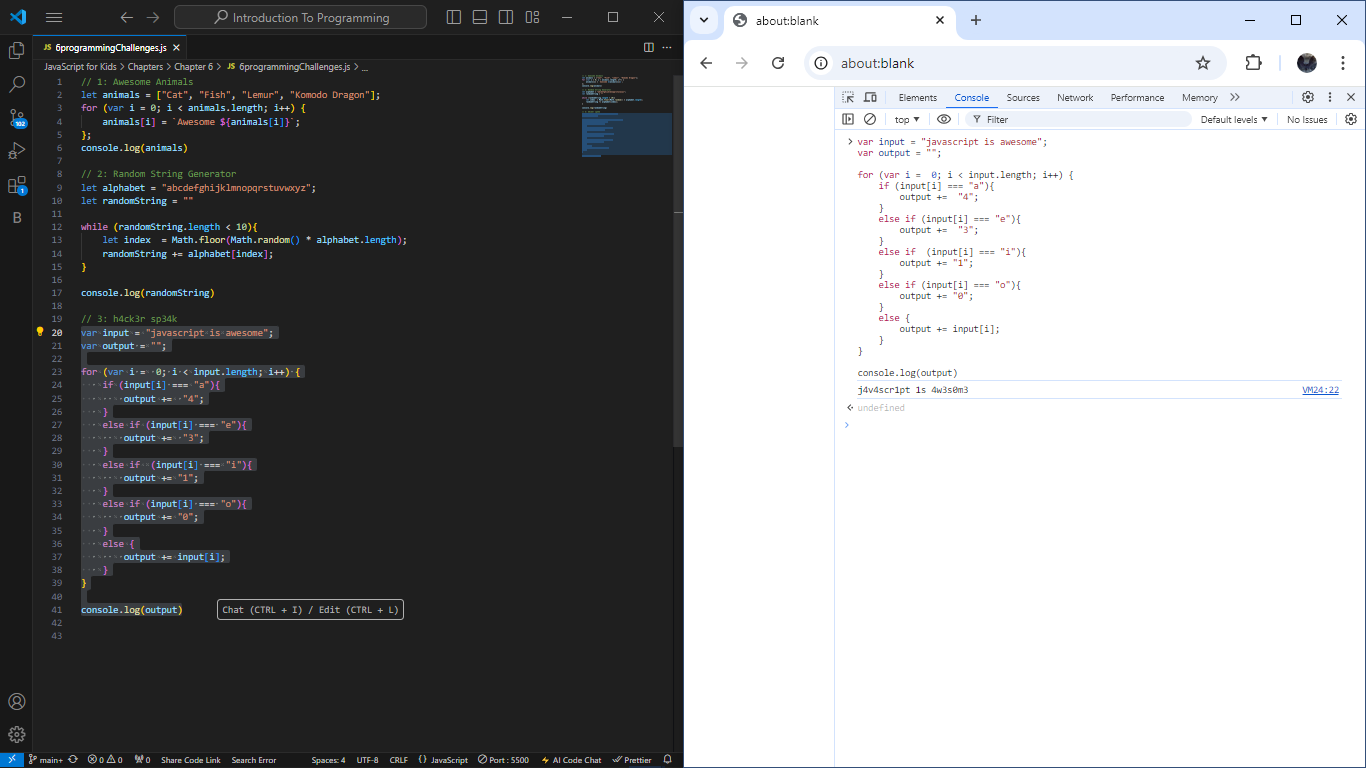 Introduction To Programming
6programmingChallenges.js
JavaScript for Kids > Chapters > Chapter 6 > JS 6programmingChallenges.js > ...
1 // 1: Awesome Animals
2 let animals = ["Cat", "Fish", "Lemur", "Komodo Dragon"];
3 for (var i = 0; i < animals.length; i++) {
4 animals[i] = `Awesome ${animals[i]}`;
5 };
6 console.log(animals)
7
8 // 2: Random String Generator
9 let alphabet = "abcdefghijklmnopqrstuvwxyz";
10 let randomString = ""
11
12 while (randomString.length < 10){
13 let index  = Math.floor(Math.random() * alphabet.length);
14 randomString += alphabet[index];
15 }
16
17 console.log(randomString)
18
19 // 3: h4ck3r sp34k
20 var input = "javascript is awesome";
21 var output = "";
22
23 for (var i =  0; i < input.length; i++) {
24 if (input[i] === "a"){
25 output +=  "4";
26 }
27 else if (input[i] === "e"){
28 output +=  "3";
29 }
30 else if  (input[i] === "i"){
31 output += "1";
32 }
33 else if (input[i] === "o"){
34 output += "0";
35 }
36 else {
37 output += input[i];
38 }
39 }
40
41 console.log(output)
Chat (CTRL + I) / Edit (CTRL + L)
42
43
102
1
B
main+ 0 0 0 Share Code Link Search Error Spaces: 4 UTF-8 CRLF {} JavaScript Port : 5500 AI Code Chat Prettier
about:blank
about:blank
Elements Console Sources Network Performance Memory
top Filter Default levels No Issues
var input = "javascript is awesome";
var output = "";
for (var i =  0; i < input.length; i++) {
if (input[i] === "a"){
output +=  "4";
}
else if (input[i] === "e"){
output +=  "3";
}
else if  (input[i] === "i"){
output += "1";
}
else if (input[i] === "o"){
output += "0";
}
else {
output += input[i];
}
}
console.log(output)
j4v4scr1pt 1s 4w3s0m3 VM24:22
undefined